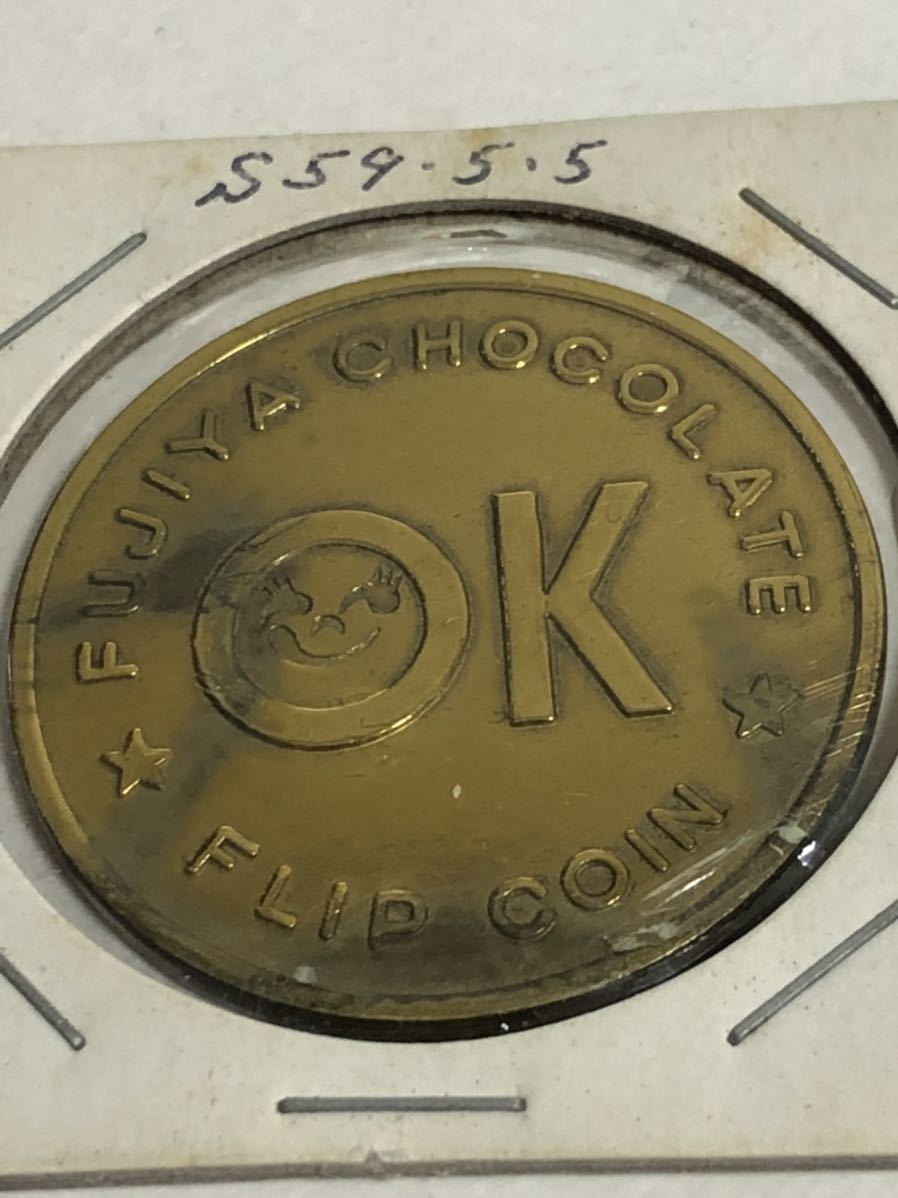 S59・5・5
FUJIYA CHOCOLATE
OK
FLIP COIN